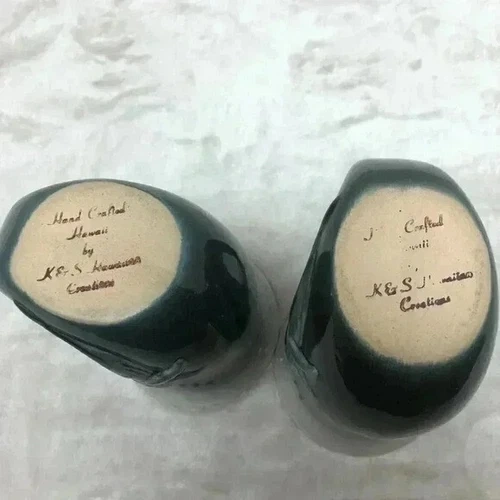 Hand Crafted
Hawaii
by
K&S Hawaiian
Creations
Crafted
K&S
Creations